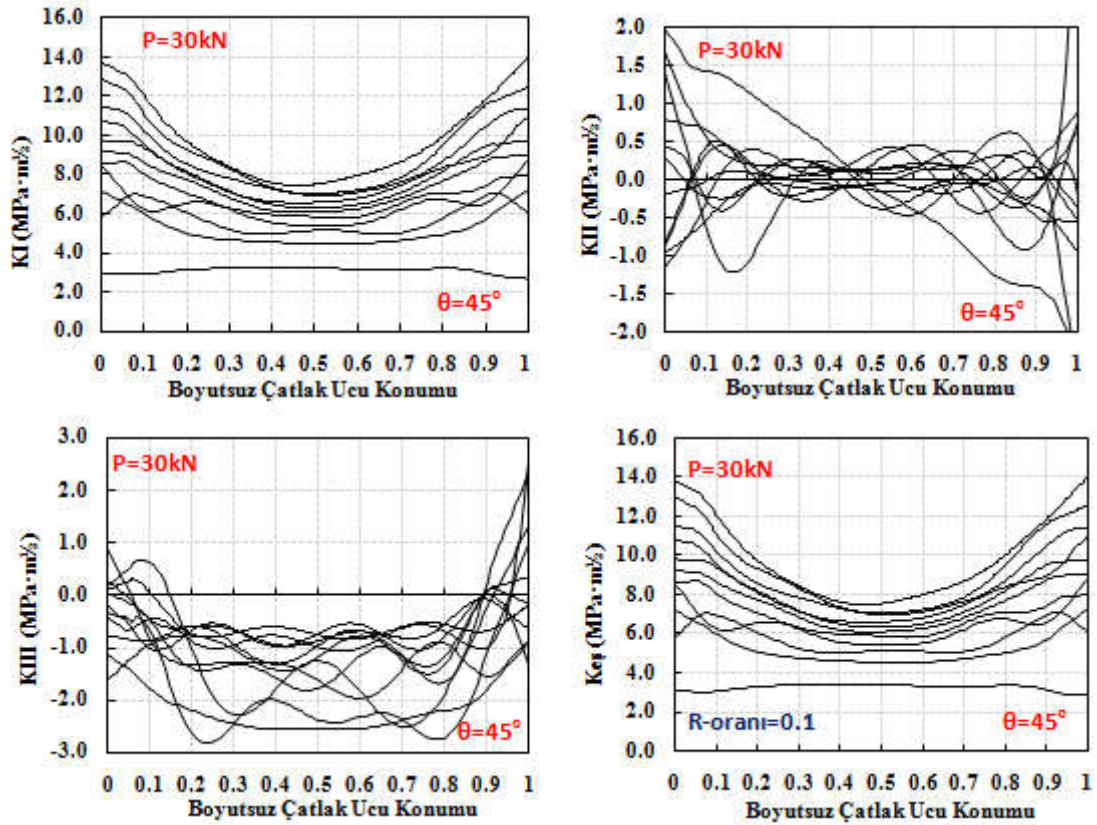 16.0
14.0
12.0
10.0
8.0
6.0
4.0
2.0
0.0
KI (MPa·m½)
P=30kN
θ=45°
0 0.1 0.2 0.3 0.4 0.5 0.6 0.7 0.8 0.9 1
Boyutsuz Çatlak Ucu Konumu
2.0
1.5
1.0
0.5
0.0
-0.5
-1.0
-1.5
-2.0
KII (MPa·m½)
P=30kN
θ=45°
0 0.1 0.2 0.3 0.4 0.5 0.6 0.7 0.8 0.9 1
Boyutsuz Çatlak Ucu Konumu
3.0
2.0
1.0
0.0
-1.0
-2.0
-3.0
KIII (MPa·m½)
P=30kN
θ=45°
0 0.1 0.2 0.3 0.4 0.5 0.6 0.7 0.8 0.9 1
Boyutsuz Çatlak Ucu Konumu
16.0
14.0
12.0
10.0
8.0
6.0
4.0
2.0
0.0
Keş (MPa·m½)
P=30kN
R-oranı=0.1
θ=45°
0 0.1 0.2 0.3 0.4 0.5 0.6 0.7 0.8 0.9 1
Boyutsuz Çatlak Ucu Konumu